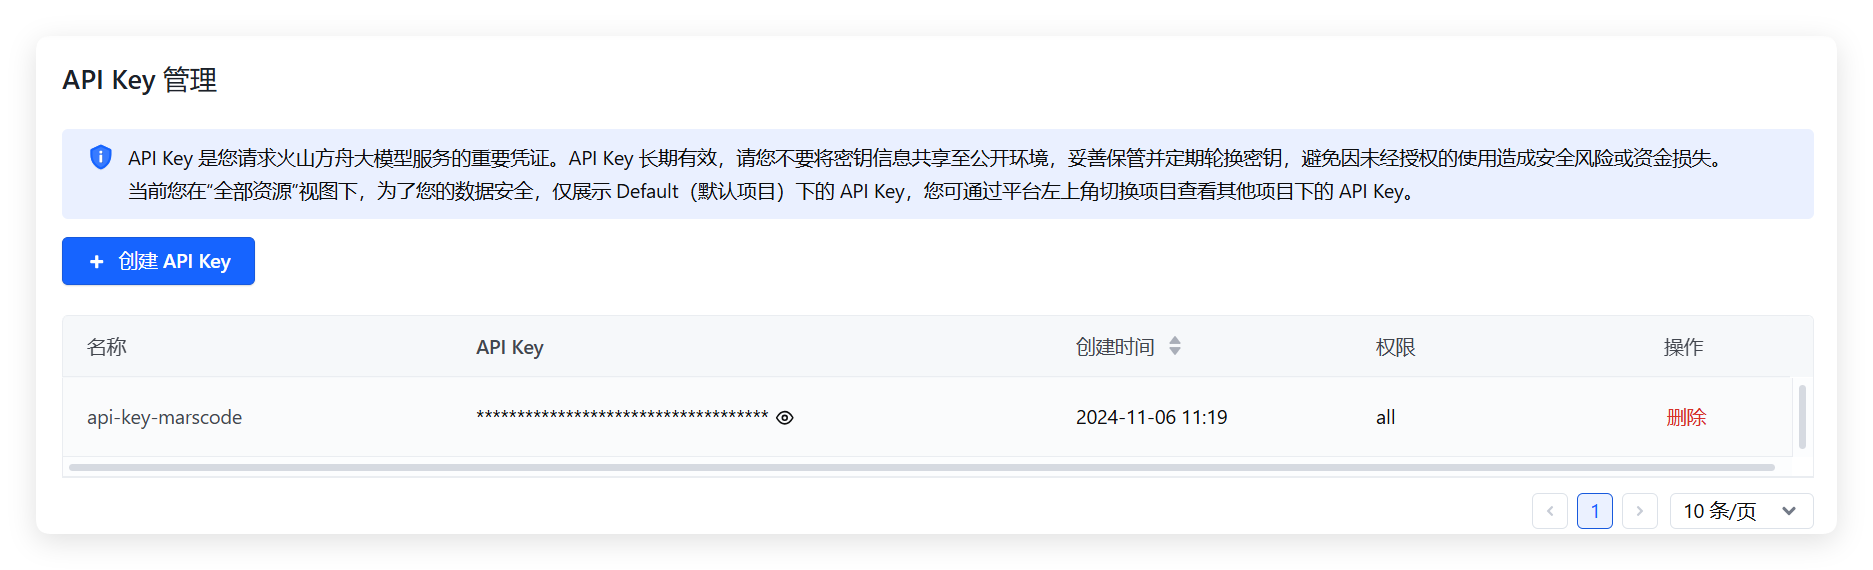 API Key 管理
API Key 是您请求火山方舟大模型服务的重要凭证。API Key 长期有效，请您不要将密钥信息共享至公开环境，妥善保管并定期轮换密钥，避免因未经授权的使用造成安全风险或资金损失。
当前您在“全部资源”视图下，为了您的数据安全，仅展示 Default（默认项目）下的 API Key，您可通过平台左上角切换项目查看其他项目下的 API Key。
+ 创建 API Key
名称 API Key 创建时间 权限 操作
api-key-marscode ************************************ 2024-11-06 11:19 all 删除
1 10 条/页